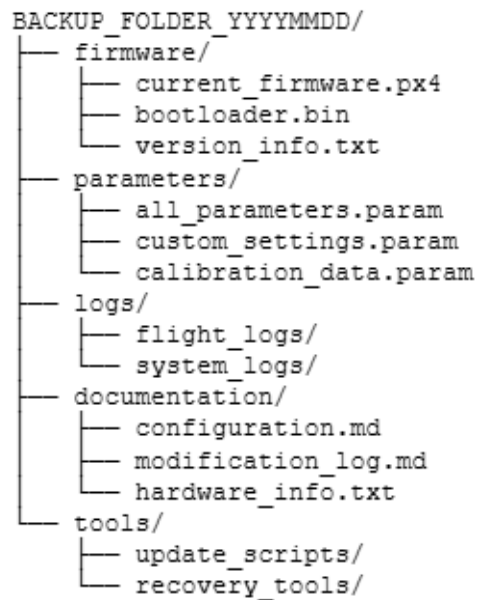 BACKUP_FOLDER_YYYYMMDD/
├── firmware/
│   ├── current_firmware.px4
│   ├── bootloader.bin
│   └── version_info.txt
├── parameters/
│   ├── all_parameters.param
│   ├── custom_settings.param
│   └── calibration_data.param
├── logs/
│   ├── flight_logs/
│   └── system_logs/
├── documentation/
│   ├── configuration.md
│   ├── modification_log.md
│   └── hardware_info.txt
└── tools/
    ├── update_scripts/
    └── recovery_tools/